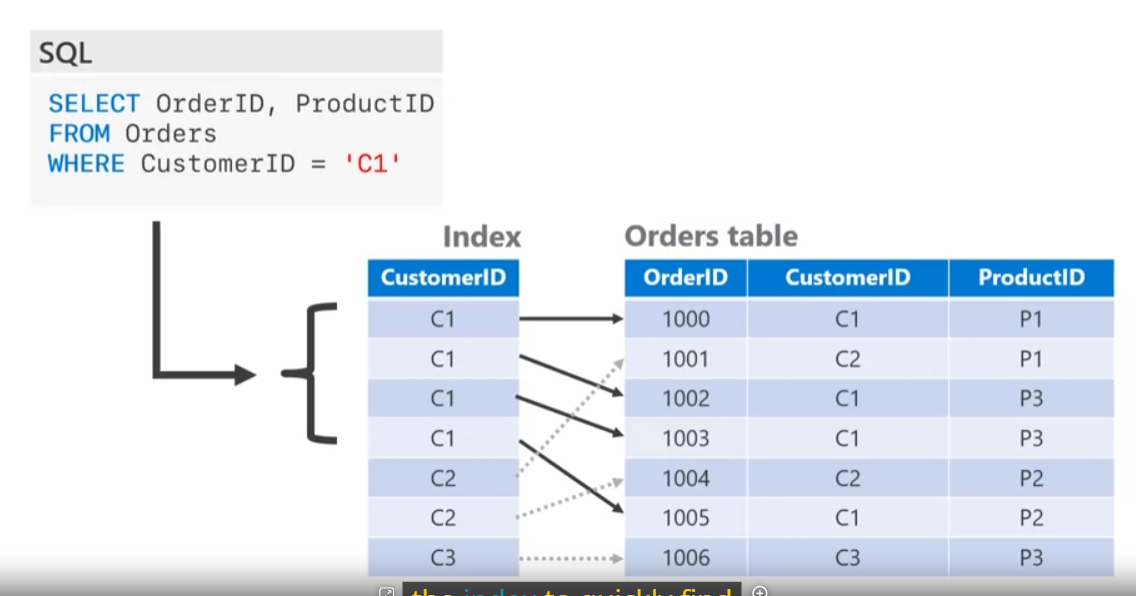 SQL
SELECT OrderID, ProductID
FROM Orders
WHERE CustomerID = 'C1'
Index
Orders table
CustomerID
OrderID CustomerID ProductID
C1
1000 C1 P1
C1
1001 C2 P1
C1
1002 C1 P3
C1
1003 C1 P3
C2
1004 C2 P2
C2
1005 C1 P2
C3
1006 C3 P3
the index to quickly find